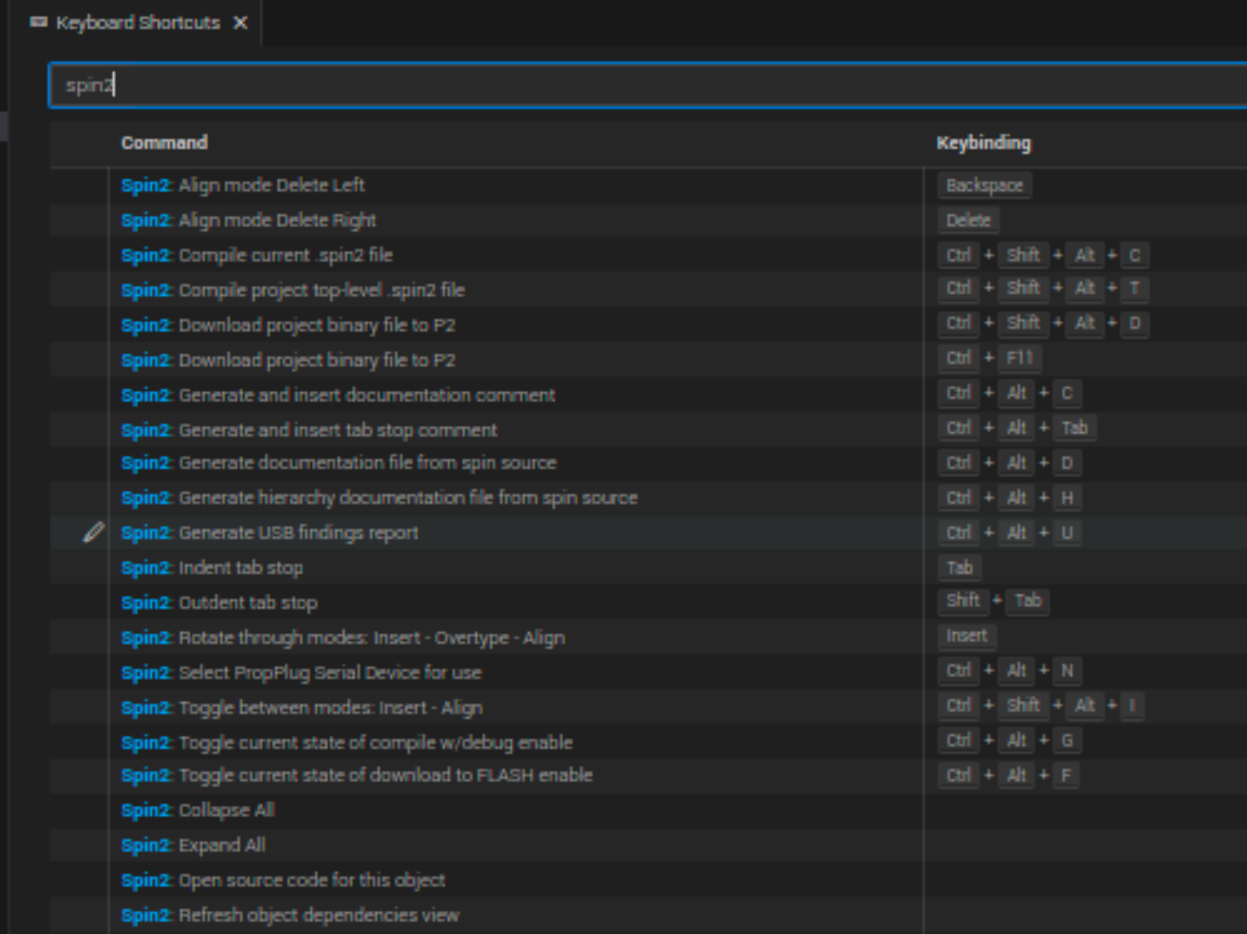 Keyboard Shortcuts
spin2
Command Keybinding
Spin2: Align mode Delete Left Backspace
Spin2: Align mode Delete Right Delete
Spin2: Compile current .spin2 file Ctrl + Shift + Alt + C
Spin2: Compile project top-level .spin2 file Ctrl + Shift + Alt + T
Spin2: Download project binary file to P2 Ctrl + Shift + Alt + D
Spin2: Download project binary file to P2 Ctrl + F11
Spin2: Generate and insert documentation comment Ctrl + Alt + C
Spin2: Generate and insert tab stop comment Ctrl + Alt + Tab
Spin2: Generate documentation file from spin source Ctrl + Alt + D
Spin2: Generate hierarchy documentation file from spin source Ctrl + Alt + H
Spin2: Generate USB findings report Ctrl + Alt + U
Spin2: Indent tab stop Tab
Spin2: Outdent tab stop Shift + Tab
Spin2: Rotate through modes: Insert - Overtype - Align Insert
Spin2: Select PropPlug Serial Device for use Ctrl + Alt + N
Spin2: Toggle between modes: Insert - Align Ctrl + Shift + Alt + I
Spin2: Toggle current state of compile w/debug enable Ctrl + Alt + G
Spin2: Toggle current state of download to FLASH enable Ctrl + Alt + F
Spin2: Collapse All
Spin2: Expand All
Spin2: Open source code for this object
Spin2: Refresh object dependencies view